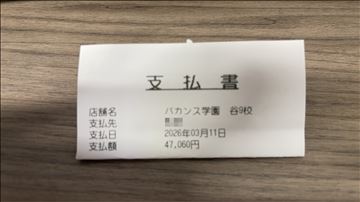 支払書
店舗名 バカンス学園 谷9校
支払先
支払日 2026年03月11日
支払額 47,060円